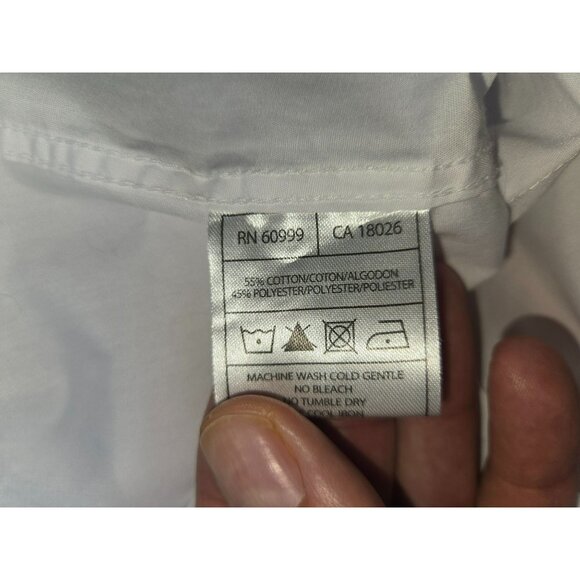 RN 60999 CA 18026
55% COTTON/COTON/ALGODON
45% POLYESTER/POLYESTER/POLIESTER
MACHINE WASH COLD GENTLE
NO BLEACH
NO TUMBLE DRY
COOL IRON